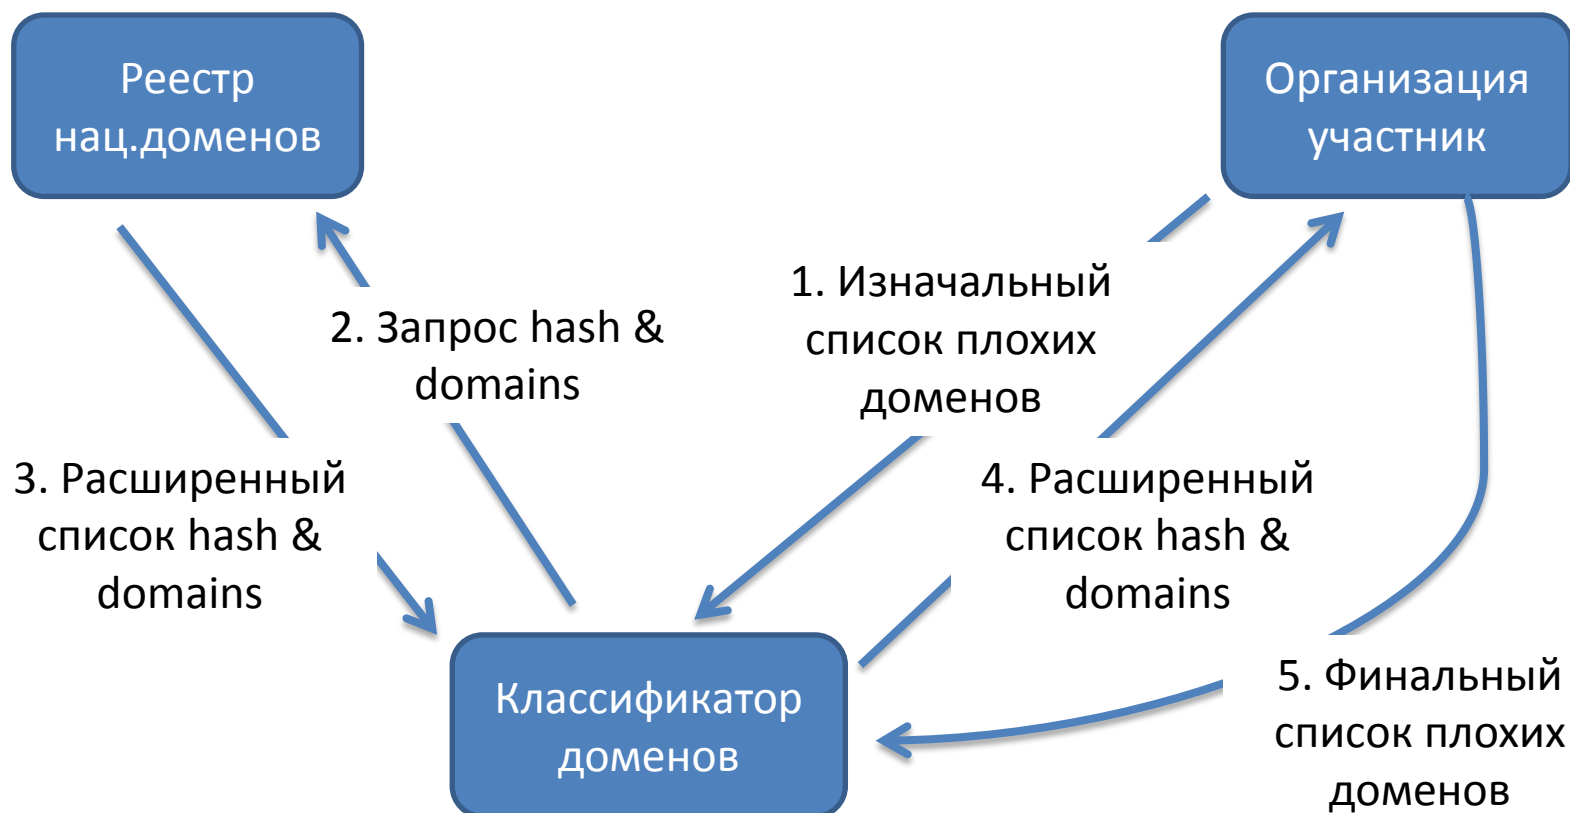 Реестр
нац.доменов
Организация
участник
1. Изначальный
список плохих
доменов
2. Запрос hash &
domains
3. Расширенный
список hash &
domains
4. Расширенный
список hash &
domains
Классификатор
доменов
5. Финальный
список плохих
доменов